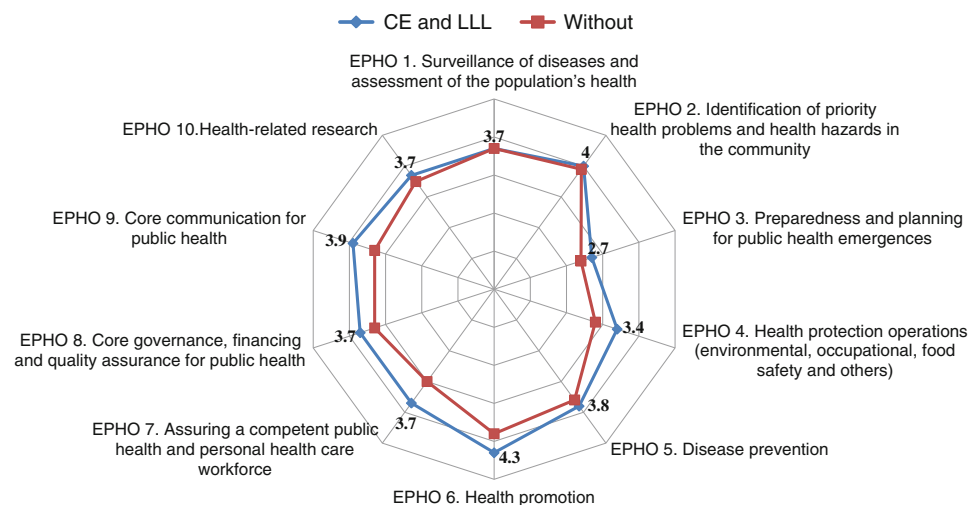 CE and LLL Without
EPHO 1. Surveillance of diseases and
assessment of the population's health
EPHO 2. Identification of priority
health problems and health hazards in
the community
EPHO 3. Preparedness and planning
for public health emergences
EPHO 4. Health protection operations
(environmental, occupational, food
safety and others)
EPHO 5. Disease prevention
EPHO 6. Health promotion
EPHO 7. Assuring a competent public
health and personal health care
workforce
EPHO 8. Core governance, financing
and quality assurance for public health
EPHO 9. Core communication for
public health
EPHO 10.Health-related research
3.7
4
2.7
3.4
3.8
4.3
3.7
3.7
3.9
3.7